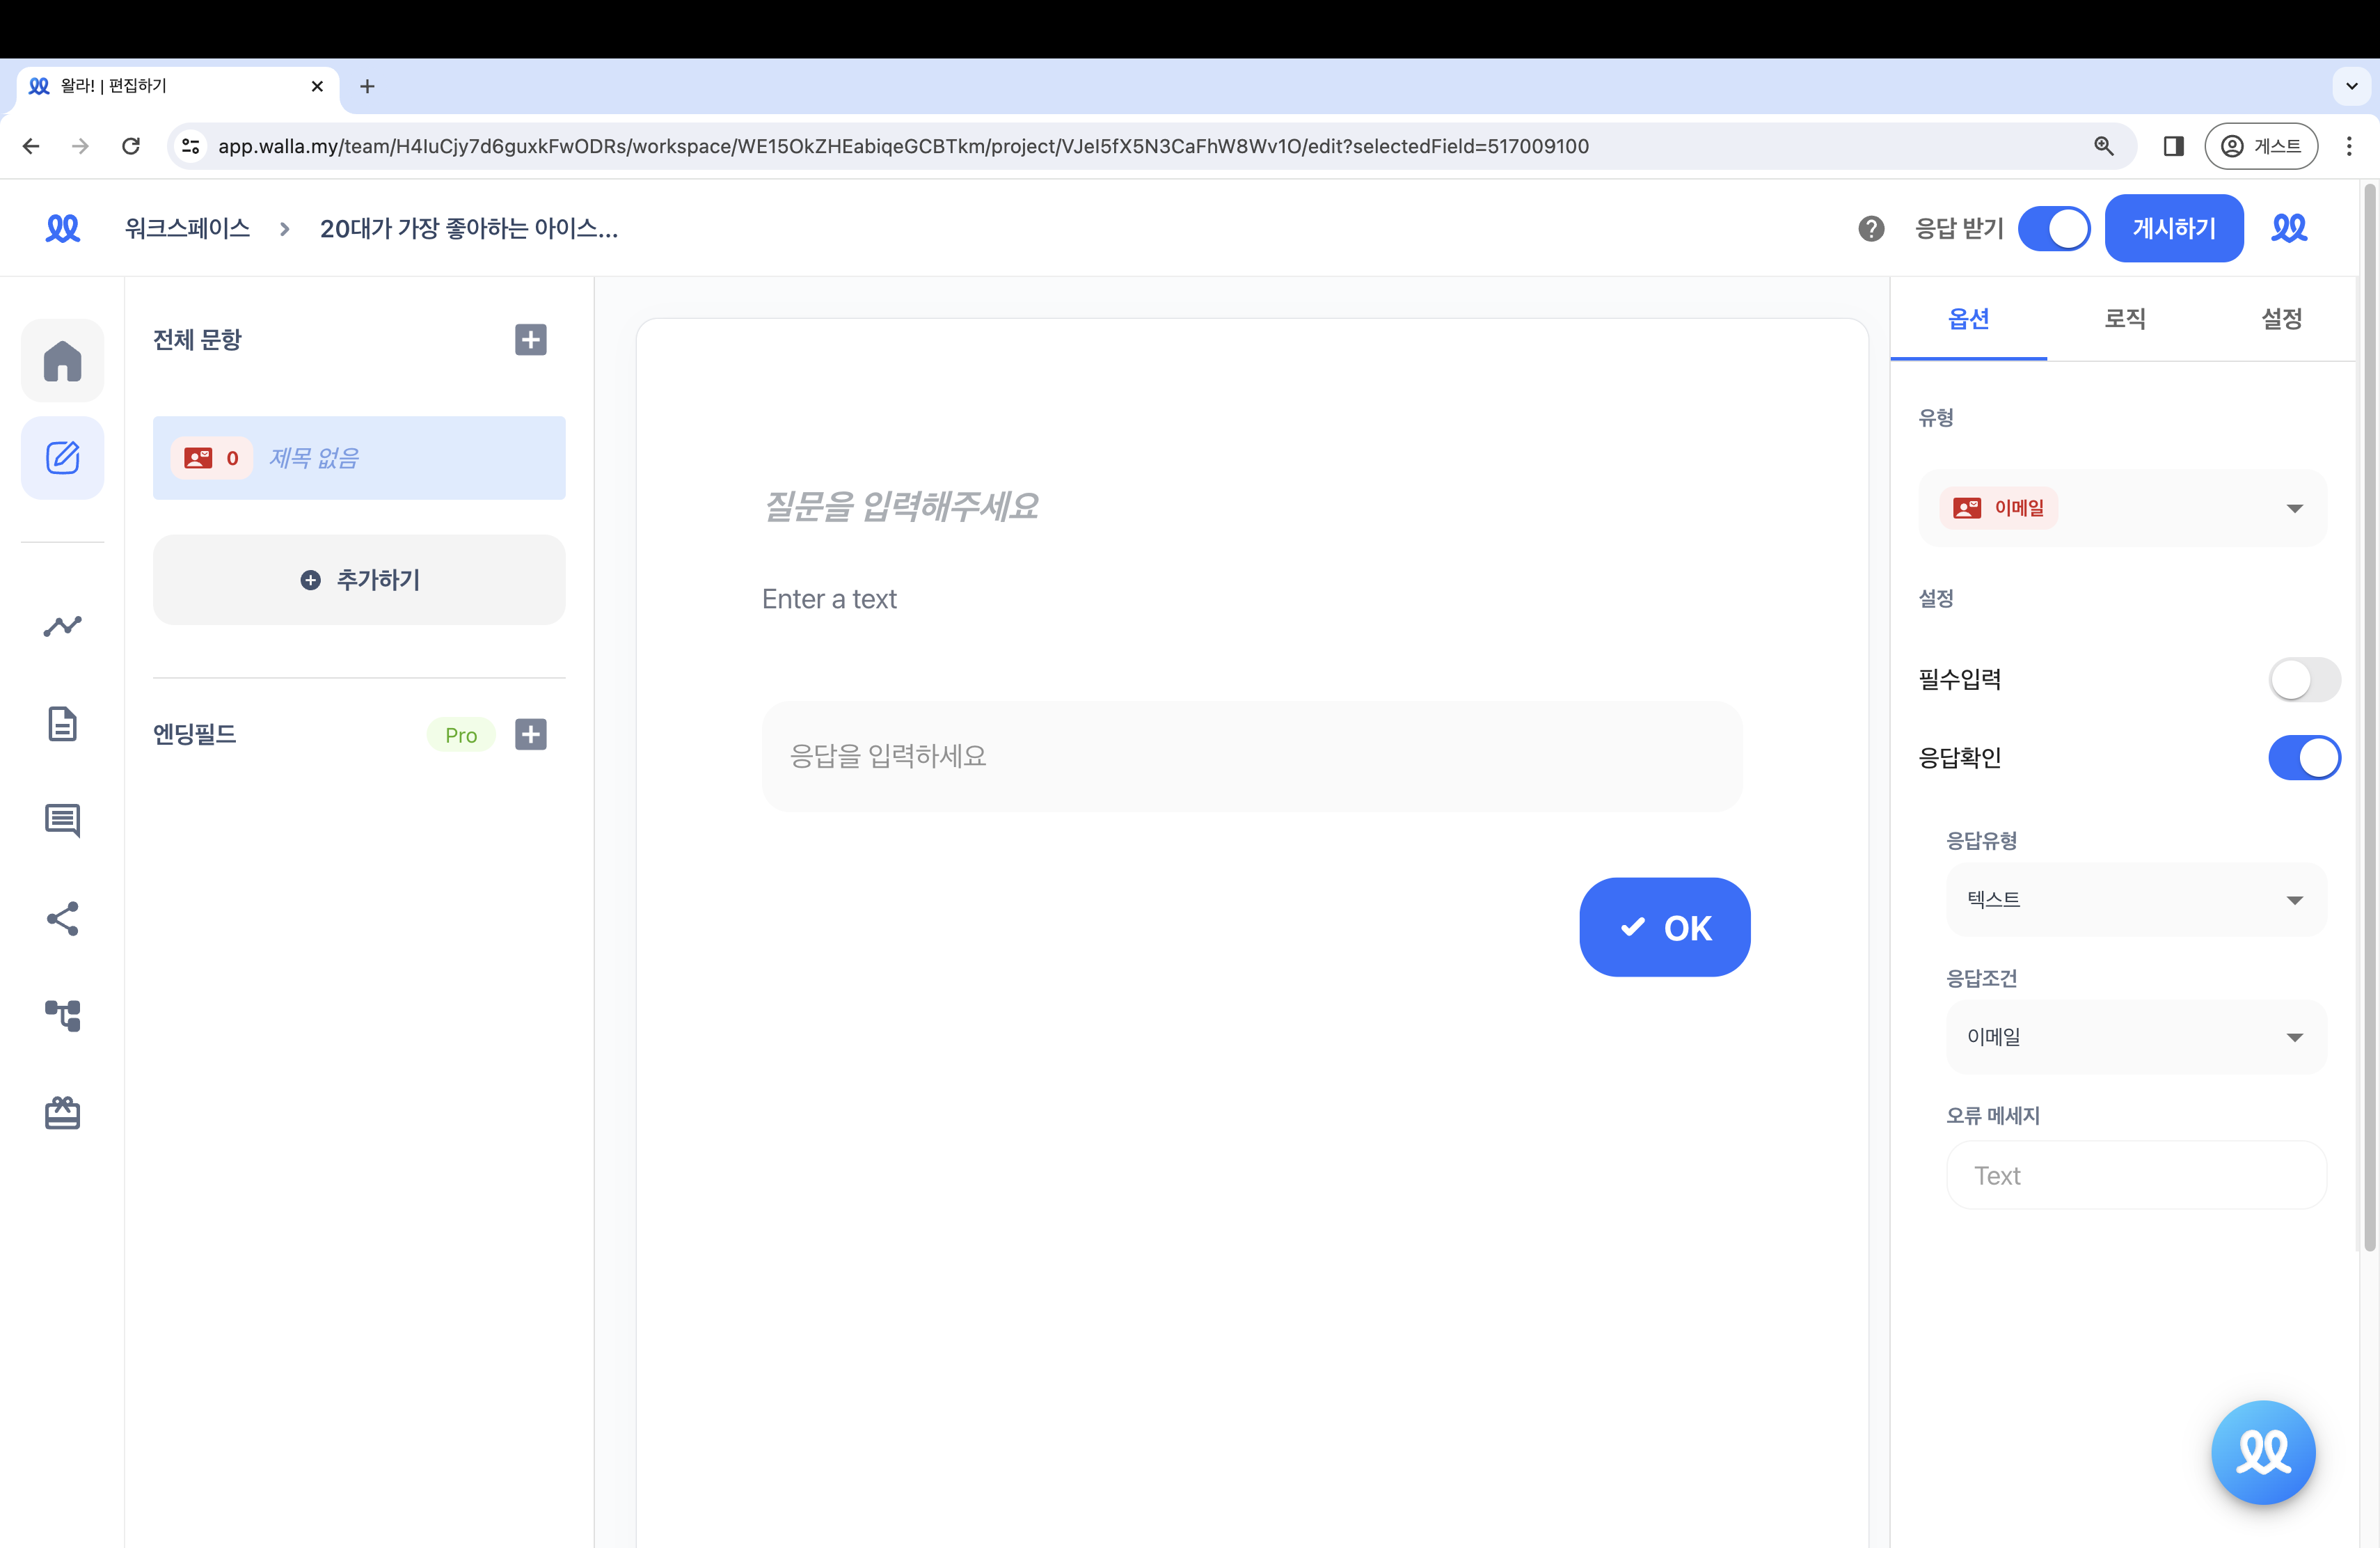 왈라! | 편집하기
app.walla.my/team/H4IuCjy7d6guxkFwODRs/workspace/WE15OkZHEabiqeGCBTkm/project/VJeI5fX5N3CaFhW8Wv1O/edit?selectedField=517009100
게스트
워크스페이스
20대가 가장 좋아하는 아이스...
응답 받기
게시하기
전체 문항
0 제목 없음
추가하기
엔딩필드 Pro
질문을 입력해주세요
Enter a text
응답을 입력하세요
OK
옵션 로직 설정
유형
이메일
설정
필수입력
응답확인
응답유형
텍스트
응답조건
이메일
오류 메세지
Text